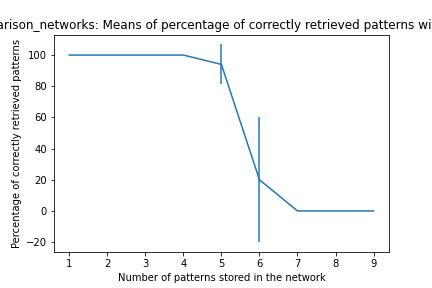 arison_networks: Means of percentage of correctly retrieved patterns wi
Percentage of correctly retrieved patterns
100
80
60
40
20
0
−20
1 2 3 4 5 6 7 8 9
Number of patterns stored in the network